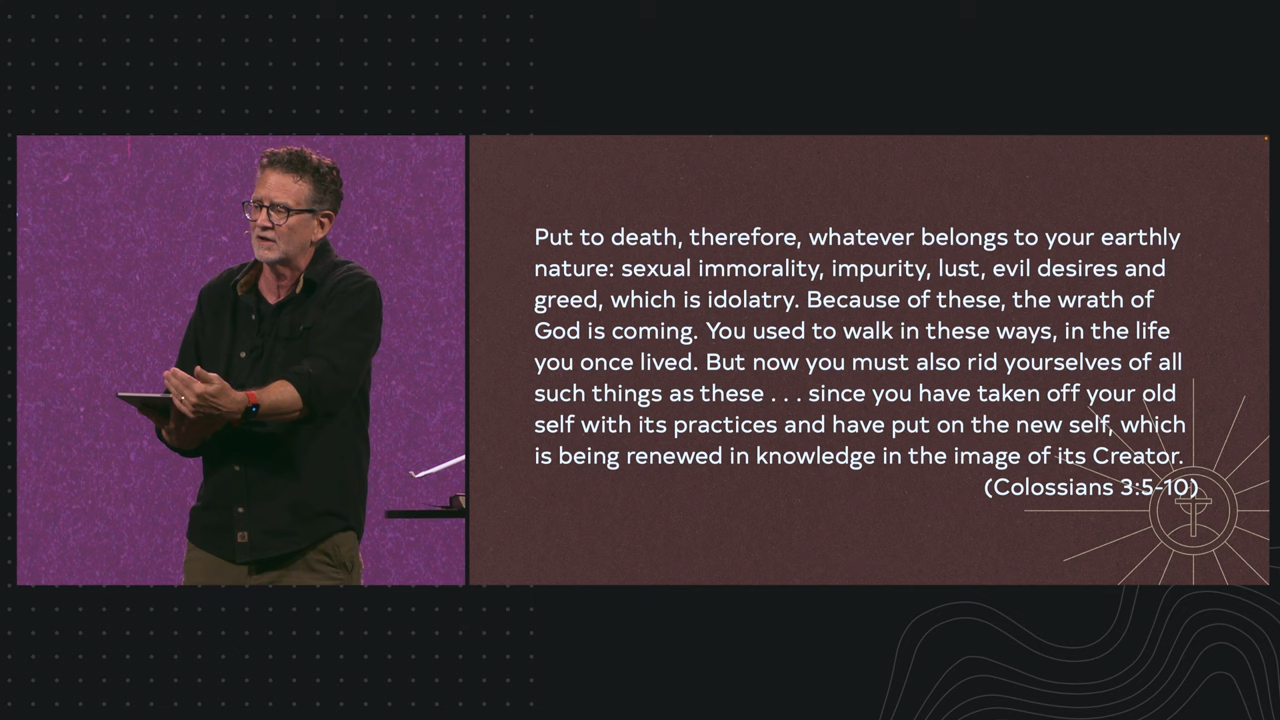 Put to death, therefore, whatever belongs to your earthly
nature: sexual immorality, impurity, lust, evil desires and
greed, which is idolatry. Because of these, the wrath of
God is coming. You used to walk in these ways, in the life
you once lived. But now you must also rid yourselves of all
such things as these . . . since you have taken off your old
self with its practices and have put on the new self, which
is being renewed in knowledge in the image of its Creator.
(Colossians 3:5-10)